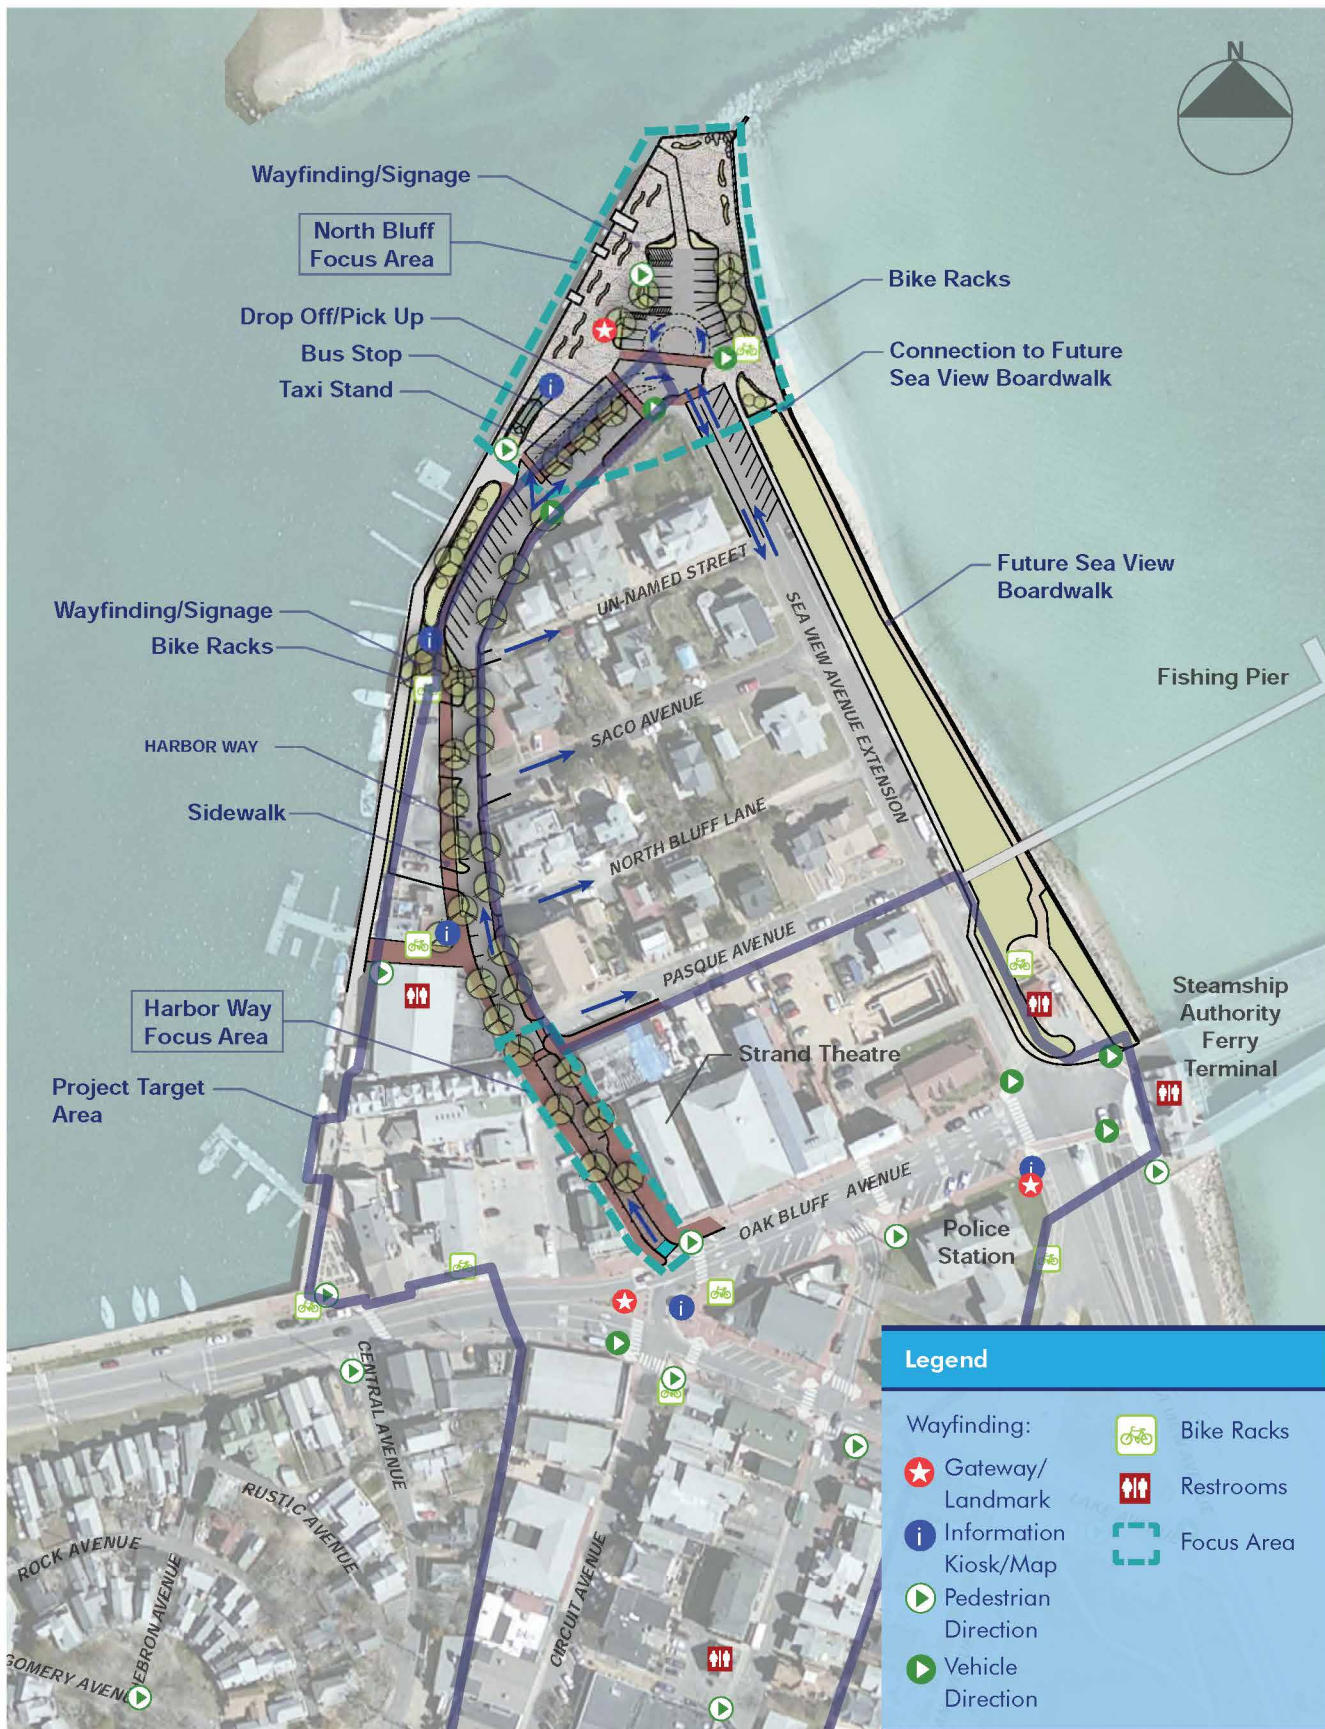 N
Wayfinding/Signage
North Bluff
Focus Area
Drop Off/Pick Up
Bus Stop
Taxi Stand
Bike Racks
Connection to Future
Sea View Boardwalk
Future Sea View
Boardwalk
Fishing Pier
UN-NAMED STREET
SEA VIEW AVENUE EXTENSION
Wayfinding/Signage
Bike Racks
SACO AVENUE
HARBOR WAY
Sidewalk
NORTH BLUFF LANE
PASQUE AVENUE
Harbor Way
Focus Area
Steamship
Authority
Ferry
Terminal
Strand Theatre
Project Target
Area
OAK BLUFF AVENUE
Police
Station
CENTRAL AVENUE
RUSTIC AVENUE
ROCK AVENUE
HEBRON AVENUE
GOMERY AVENUE
CIRCUIT AVENUE
Legend
Wayfinding:
Gateway/
Landmark
Information
Kiosk/Map
Pedestrian
Direction
Vehicle
Direction
Bike Racks
Restrooms
Focus Area